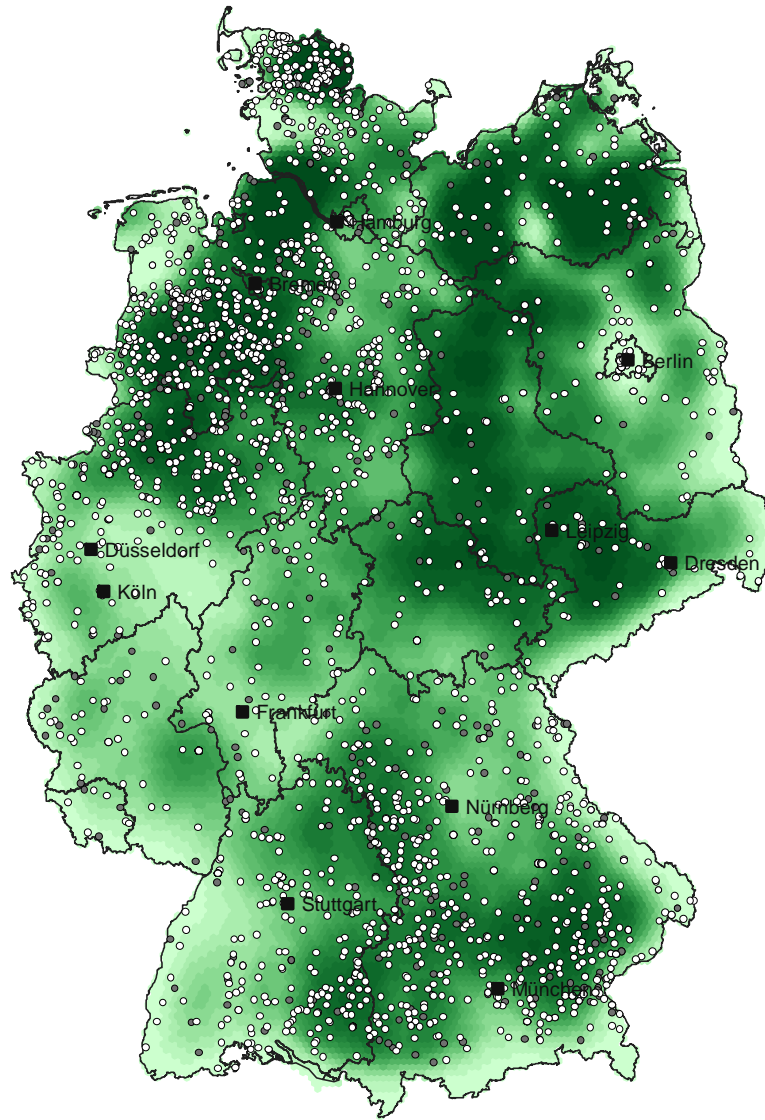 Hamburg
Bremen
Berlin
Hannover
Leipzig
Düsseldorf
Dresden
Köln
Frankfurt
Nürnberg
Stuttgart
München